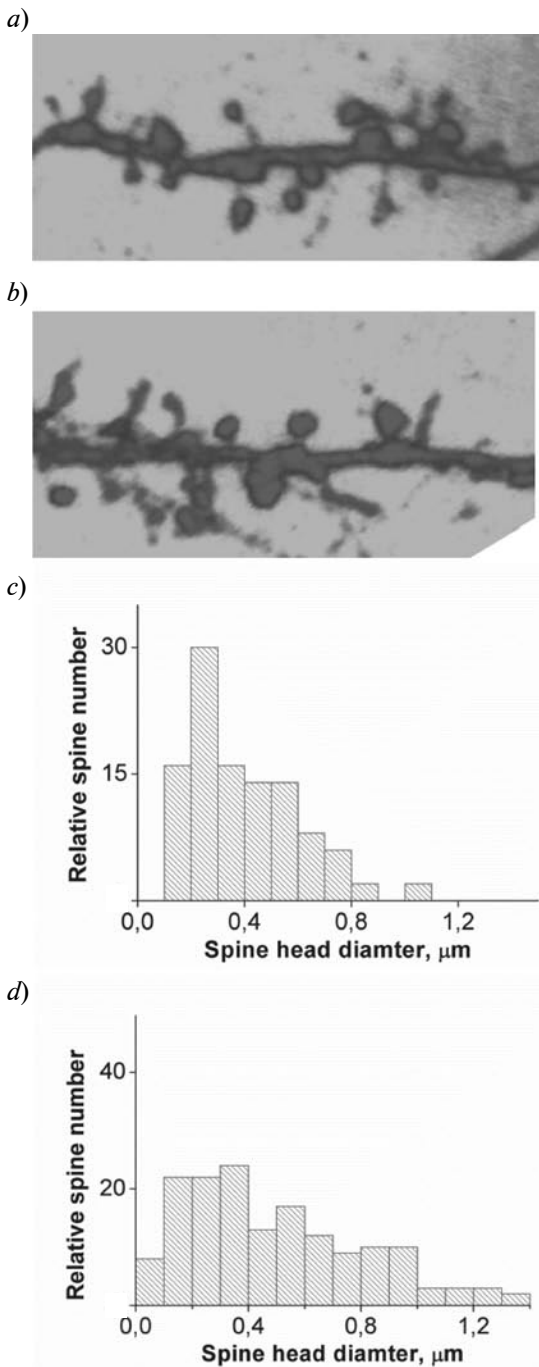 a)
b)
c)
30
15
Relative spine number
0,0 0,4 0,8 1,2
Spine head diamter, μm
d)
40
20
Relative spine number
0,0 0,4 0,8 1,2
Spine head diamter, μm